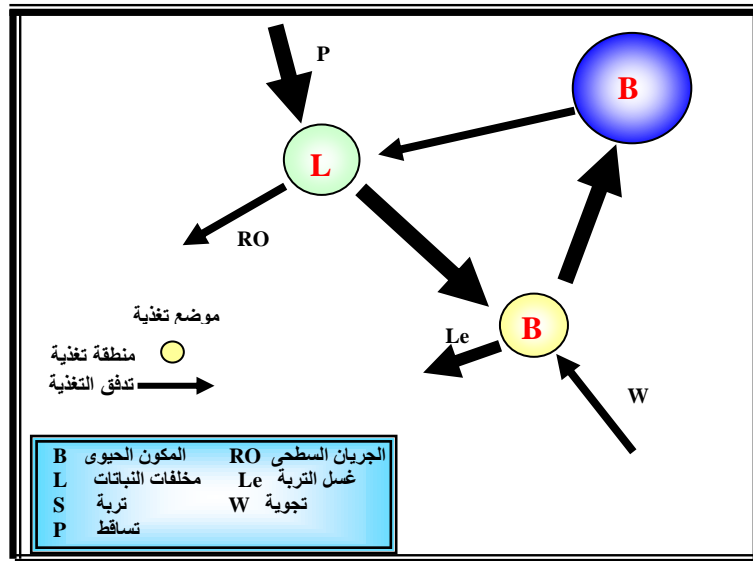 P
B
L
RO
B
Le
W
موضع تغذية
منطقة تغذية
تدفق التغذية
B المكون الحيوى RO الجريان السطحى
L مخلفات النباتات Le غسل التربة
S تربة W تجوية
P تساقط